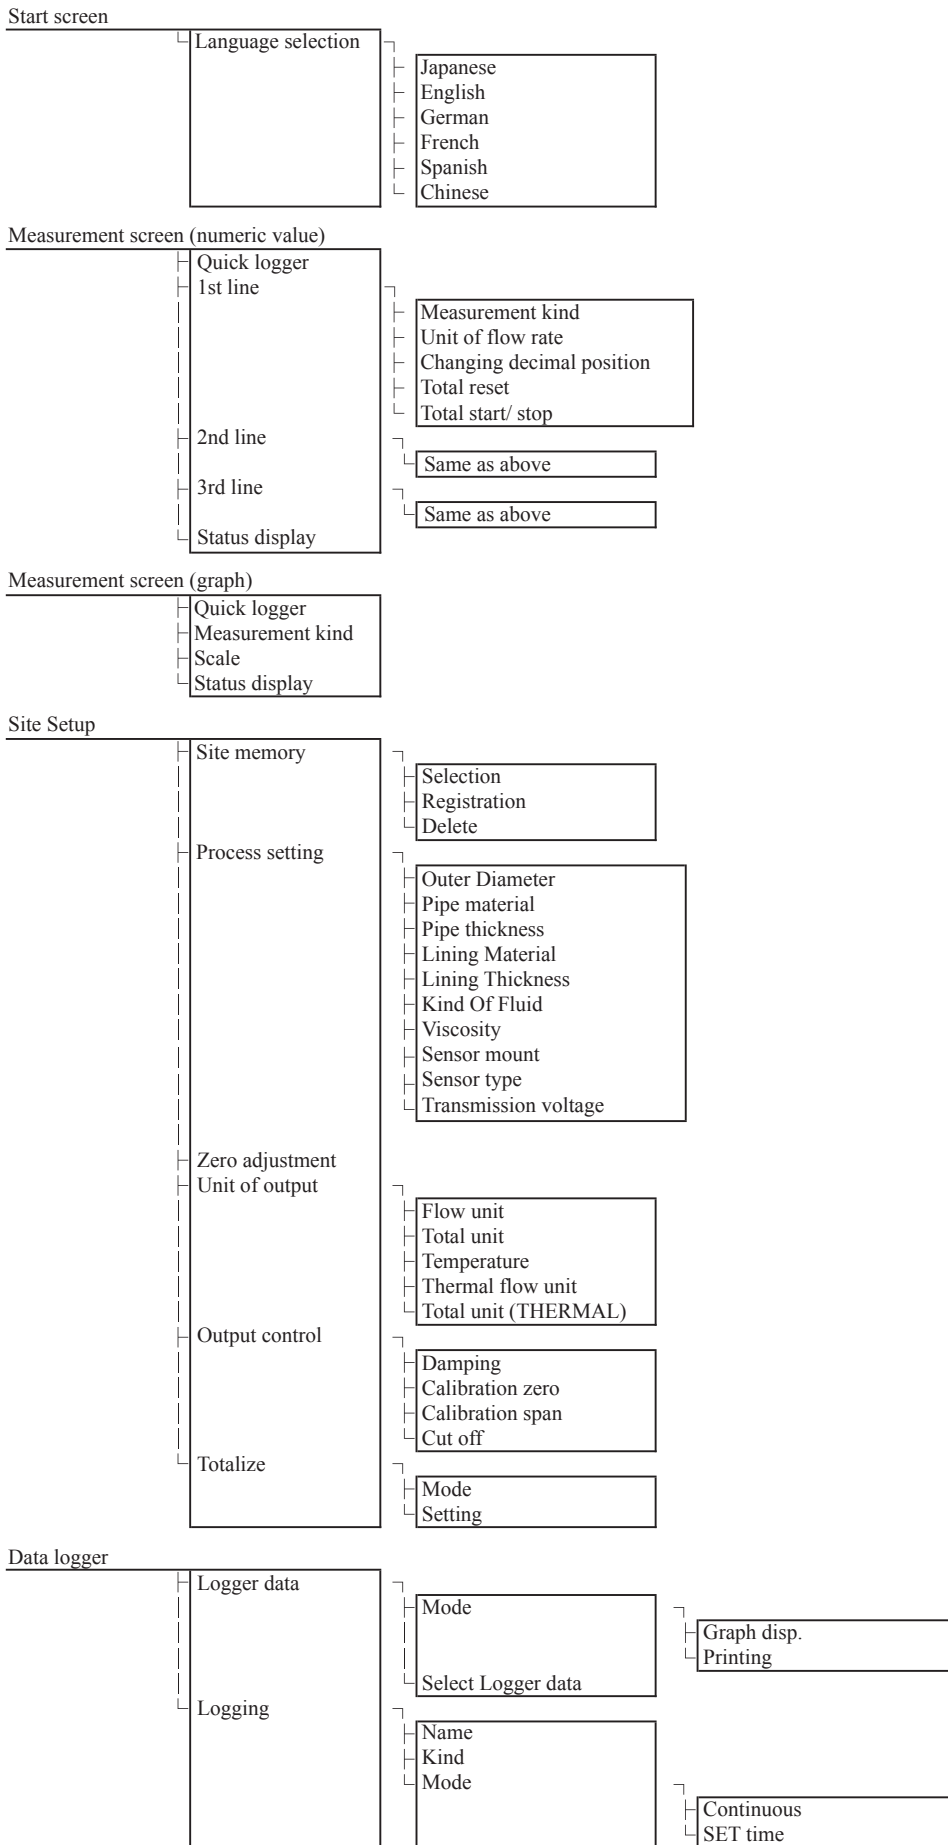 Start screen
Language selection
Japanese
English
German
French
Spanish
Chinese
Measurement screen (numeric value)
Quick logger
1st line
Measurement kind
Unit of flow rate
Changing decimal position
Total reset
Total start/ stop
2nd line
Same as above
3rd line
Same as above
Status display
Measurement screen (graph)
Quick logger
Measurement kind
Scale
Status display
Site Setup
Site memory
Selection
Registration
Delete
Process setting
Outer Diameter
Pipe material
Pipe thickness
Lining Material
Lining Thickness
Kind Of Fluid
Viscosity
Sensor mount
Sensor type
Transmission voltage
Zero adjustment
Unit of output
Flow unit
Total unit
Temperature
Thermal flow unit
Total unit (THERMAL)
Output control
Damping
Calibration zero
Calibration span
Cut off
Totalize
Mode
Setting
Data logger
Logger data
Mode
Graph disp.
Printing
Select Logger data
Logging
Name
Kind
Mode
Continuous
SET time